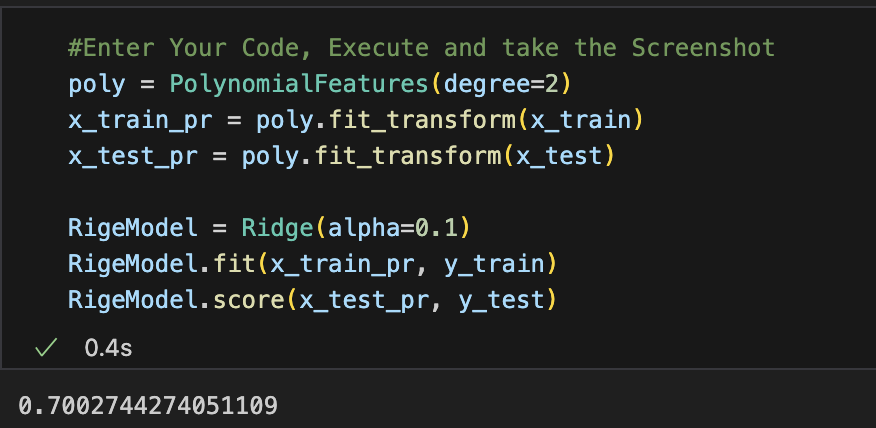 #Enter Your Code, Execute and take the Screenshot
poly = PolynomialFeatures(degree=2)
x_train_pr = poly.fit_transform(x_train)
x_test_pr = poly.fit_transform(x_test)
RigeModel = Ridge(alpha=0.1)
RigeModel.fit(x_train_pr, y_train)
RigeModel.score(x_test_pr, y_test)
✓ 0.4s
0.7002744274051109